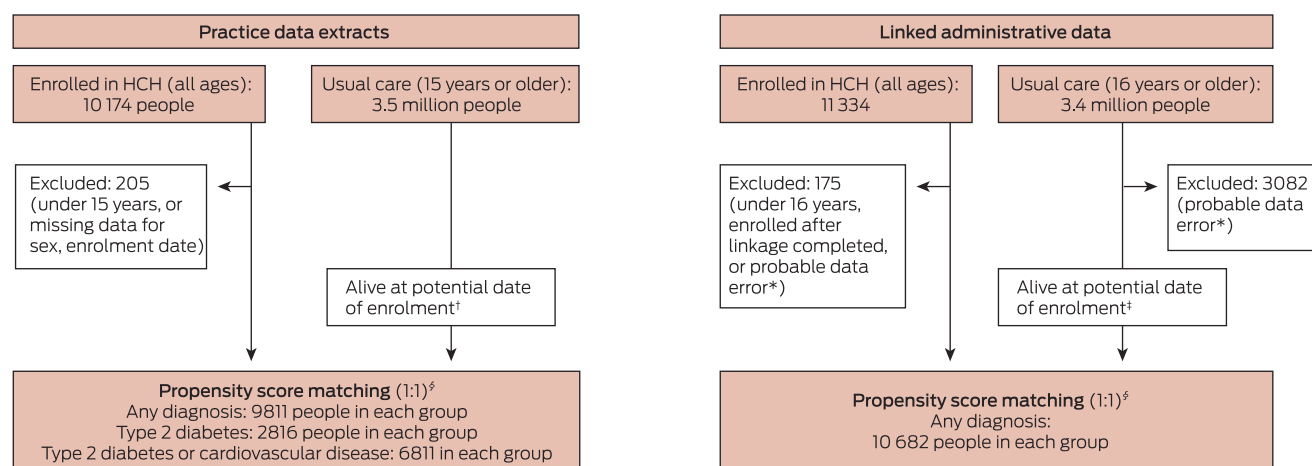 Practice data extracts
Enrolled in HCH (all ages):
10 174 people
Usual care (15 years or older):
3.5 million people
Excluded: 205
(under 15 years, or
missing data for
sex, enrolment date)
Alive at potential date
of enrolment†
Propensity score matching (1:1)§
Any diagnosis: 9811 people in each group
Type 2 diabetes: 2816 people in each group
Type 2 diabetes or cardiovascular disease: 6811 in each group
Linked administrative data
Enrolled in HCH (all ages):
11 334
Usual care (16 years or older):
3.4 million people
Excluded: 175
(under 16 years,
enrolled after
linkage completed,
or probable data
error*)
Excluded: 3082
(probable data
error*)
Alive at potential date
of enrolment‡
Propensity score matching (1:1)§
Any diagnosis:
10 682 people in each group